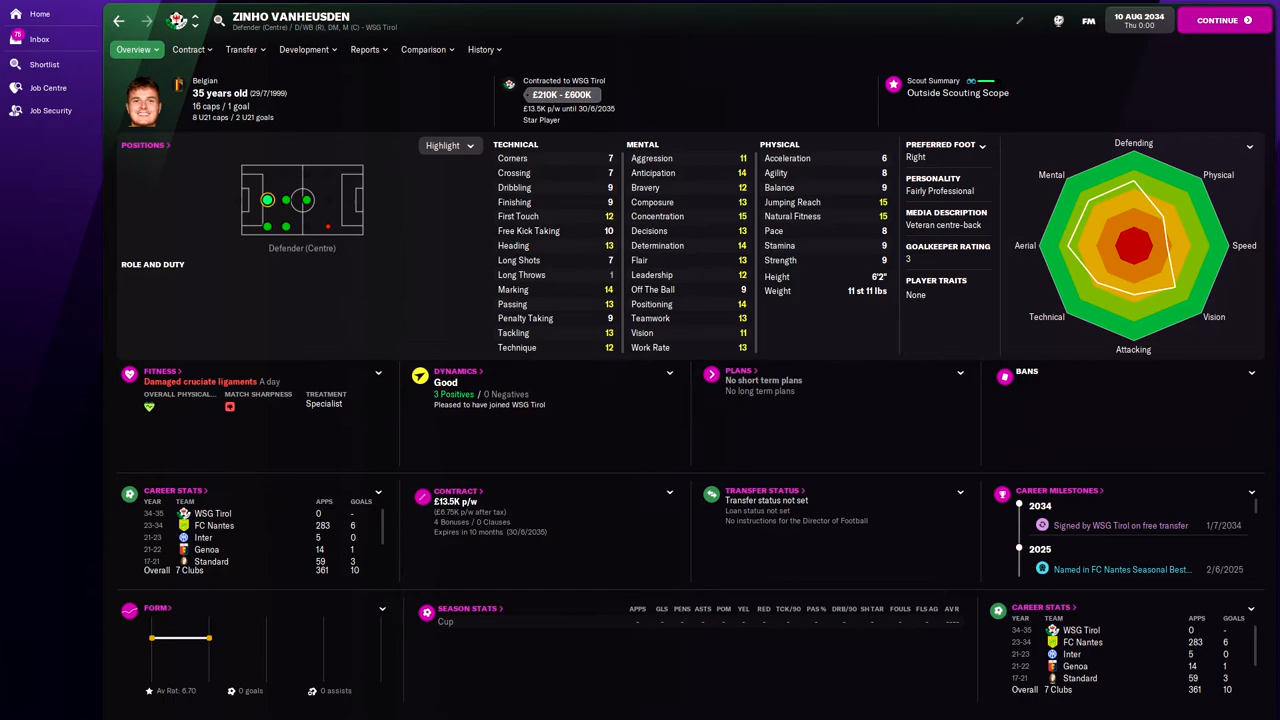 Home
75
Inbox
Shortlist
Job Centre
Job Security
ZINHO VANHEUSDEN
Defender (Centre) / D/WB (R), DM, M (C) - WSG Tirol
FM
10 AUG 2034
Thu 0:00
CONTINUE
Overview
Contract
Transfer
Development
Reports
Comparison
History
Belgian
35 years old (29/7/1999)
16 caps / 1 goal
8 U21 caps / 2 U21 goals
Contracted to WSG Tirol
£210K - £600K
£13.5K p/w until 30/6/2035
Star Player
Scout Summary
Outside Scouting Scope
POSITIONS
Highlight
Defender (Centre)
ROLE AND DUTY
TECHNICAL
Corners 7
Crossing 7
Dribbling 9
Finishing 9
First Touch 12
Free Kick Taking 10
Heading 13
Long Shots 7
Long Throws 1
Marking 14
Passing 13
Penalty Taking 9
Tackling 13
Technique 12
MENTAL
Aggression 11
Anticipation 14
Bravery 12
Composure 13
Concentration 15
Decisions 13
Determination 14
Flair 13
Leadership 12
Off The Ball 9
Positioning 14
Teamwork 13
Vision 11
Work Rate 13
PHYSICAL
Acceleration 6
Agility 8
Balance 9
Jumping Reach 15
Natural Fitness 15
Pace 8
Stamina 9
Strength 9
Height 6'2"
Weight 11 st 11 lbs
PREFERRED FOOT
Right
PERSONALITY
Fairly Professional
MEDIA DESCRIPTION
Veteran centre-back
GOALKEEPER RATING
3
PLAYER TRAITS
None
Defending
Physical
Speed
Vision
Attacking
Technical
Aerial
Mental
FITNESS
Damaged cruciate ligaments A day
OVERALL PHYSICAL... MATCH SHARPNESS TREATMENT
Specialist
DYNAMICS
Good
3 Positives / 0 Negatives
Pleased to have joined WSG Tirol
PLANS
No short term plans
No long term plans
BANS
CAREER STATS
YEAR TEAM APPS GOALS
34-35 WSG Tirol 0 -
23-34 FC Nantes 283 6
21-23 Inter 5 0
21-22 Genoa 14 1
17-21 Standard 59 3
Overall 7 Clubs 361 10
CONTRACT
£13.5K p/w
(£6.75K p/w after tax)
4 Bonuses / 0 Clauses
Expires in 10 months (30/6/2035)
TRANSFER STATUS
Transfer status not set
Loan status not set
No instructions for the Director of Football
CAREER MILESTONES
2034
Signed by WSG Tirol on free transfer 1/7/2034
2025
Named in FC Nantes Seasonal Best... 2/6/2025
FORM
Av Rat: 6.70
0 goals
0 assists
SEASON STATS APPS GLS PENS ASTS POM YEL RED TCK/90 PAS % DRB/90 SH TAR FOULS FLS AG AV R
Cup - - - - - - - - - - - - - ----
CAREER STATS
YEAR TEAM APPS GOALS
34-35 WSG Tirol 0 -
23-34 FC Nantes 283 6
21-23 Inter 5 0
21-22 Genoa 14 1
17-21 Standard 59 3
Overall 7 Clubs 361 10